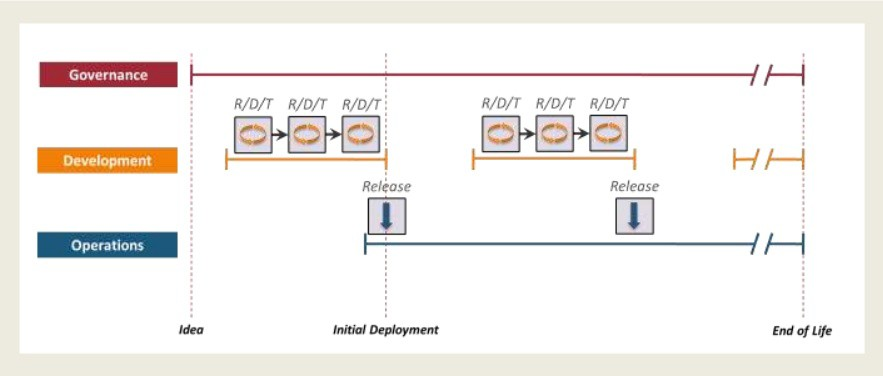 Governance
R/D/T R/D/T R/D/T R/D/T R/D/T R/D/T
Development
Release Release
Operations
Idea Initial Deployment End of Life